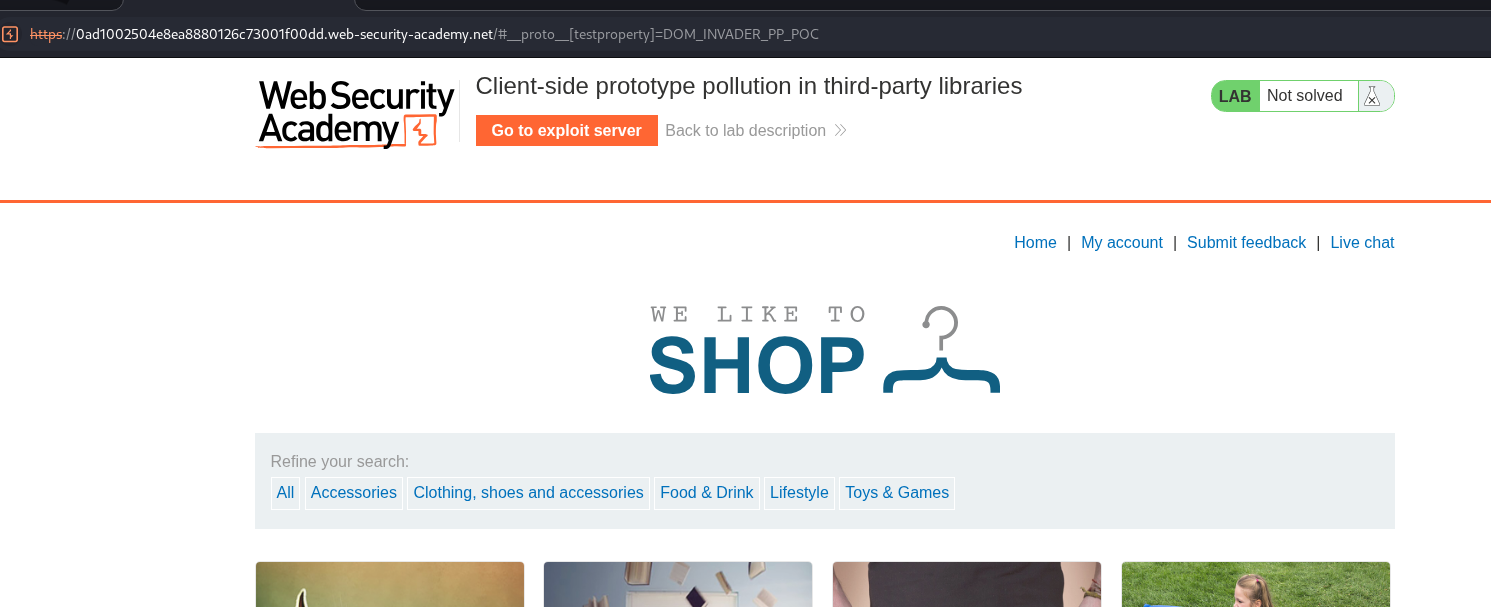 https://0ad1002504e8ea8880126c73001f00dd.web-security-academy.net/#__proto__[testproperty]=DOM_INVADER_PP_POC
Web Security
Academy
Client-side prototype pollution in third-party libraries
Go to exploit server
Back to lab description
LAB
Not solved
Home | My account | Submit feedback | Live chat
WE LIKE TO
SHOP
Refine your search:
All Accessories Clothing, shoes and accessories Food & Drink Lifestyle Toys & Games